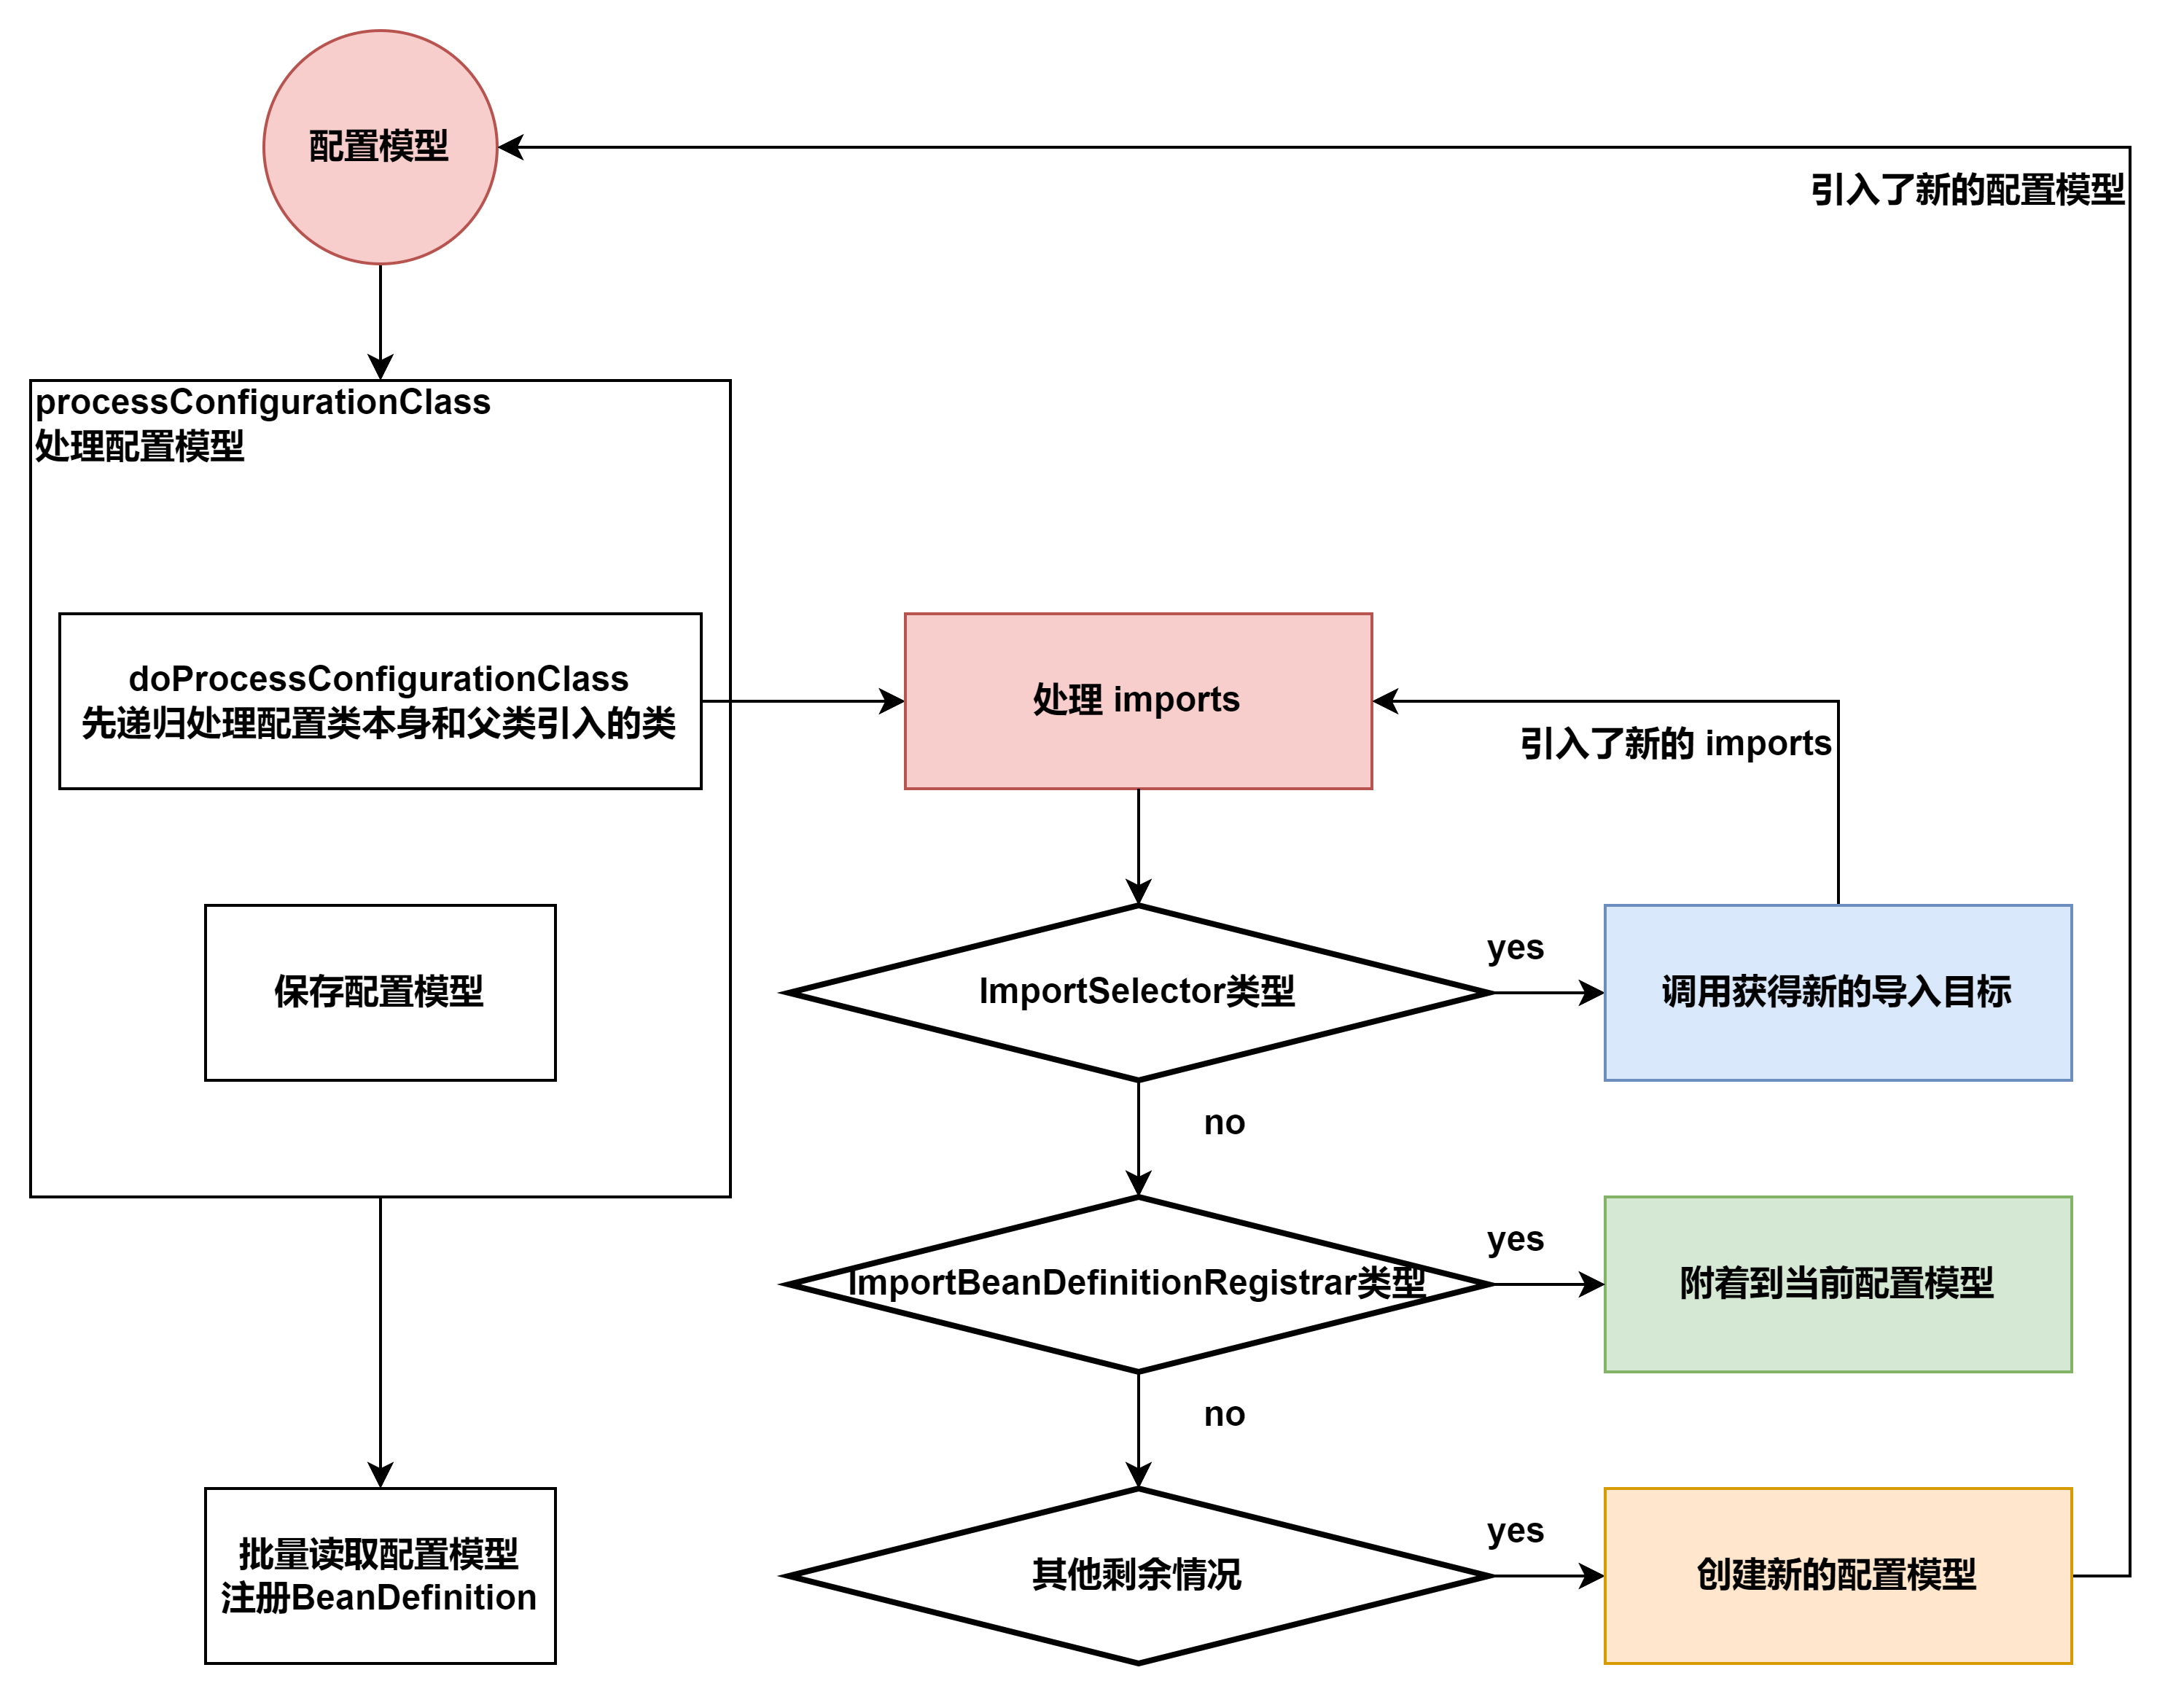 配置模型
引入了新的配置模型
processConfigurationClass
处理配置模型
doProcessConfigurationClass
先递归处理配置类本身和父类引入的类
处理 imports
引入了新的 imports
保存配置模型
ImportSelector类型
yes
调用获得新的导入目标
no
ImportBeanDefinitionRegistrar类型
yes
附着到当前配置模型
no
批量读取配置模型
注册BeanDefinition
其他剩余情况
yes
创建新的配置模型